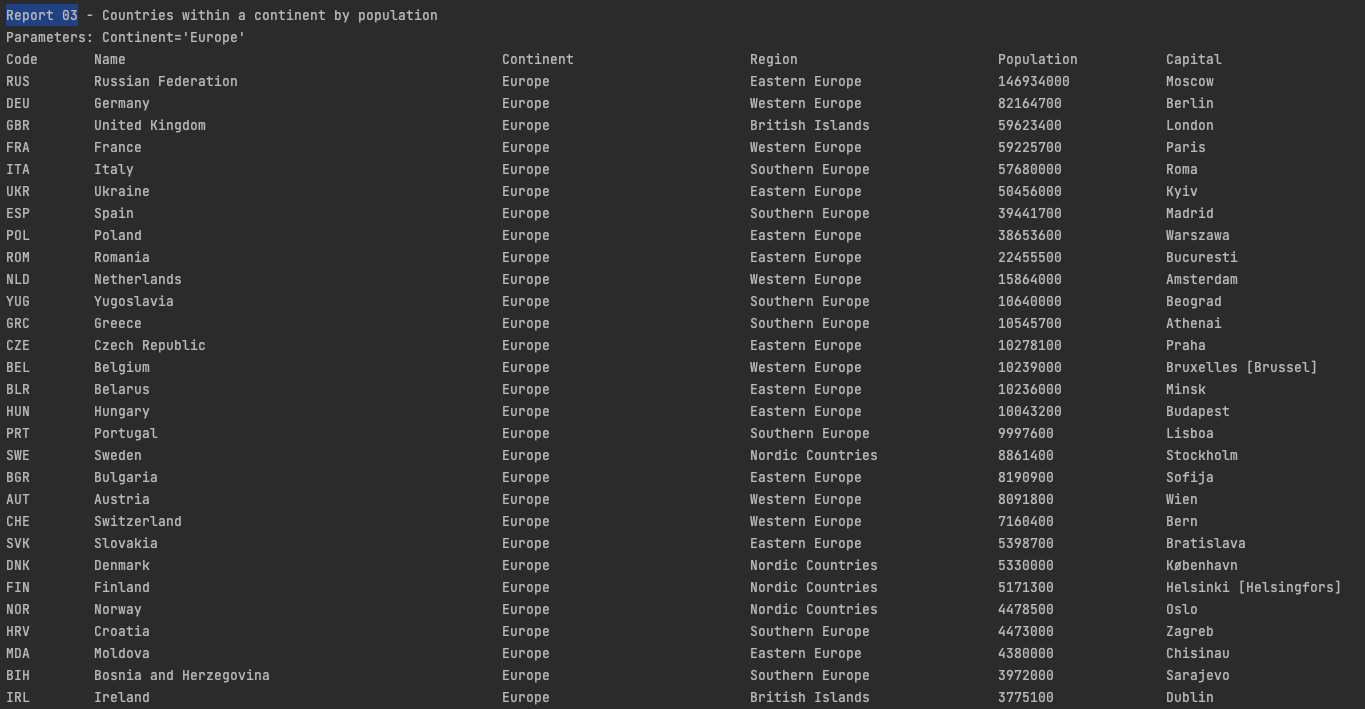 Report 03 - Countries within a continent by population
Parameters: Continent='Europe'
Code Name Continent Region Population Capital
RUS Russian Federation Europe Eastern Europe 146934000 Moscow
DEU Germany Europe Western Europe 82164700 Berlin
GBR United Kingdom Europe British Islands 59623400 London
FRA France Europe Western Europe 59225700 Paris
ITA Italy Europe Southern Europe 57680000 Roma
UKR Ukraine Europe Eastern Europe 50456000 Kyiv
ESP Spain Europe Southern Europe 39441700 Madrid
POL Poland Europe Eastern Europe 38653600 Warszawa
ROM Romania Europe Eastern Europe 22455500 Bucuresti
NLD Netherlands Europe Western Europe 15864000 Amsterdam
YUG Yugoslavia Europe Southern Europe 10640000 Beograd
GRC Greece Europe Southern Europe 10545700 Athenai
CZE Czech Republic Europe Eastern Europe 10278100 Praha
BEL Belgium Europe Western Europe 10239000 Bruxelles [Brussel]
BLR Belarus Europe Eastern Europe 10236000 Minsk
HUN Hungary Europe Eastern Europe 10043200 Budapest
PRT Portugal Europe Southern Europe 9997600 Lisboa
SWE Sweden Europe Nordic Countries 8861400 Stockholm
BGR Bulgaria Europe Eastern Europe 8190900 Sofija
AUT Austria Europe Western Europe 8091800 Wien
CHE Switzerland Europe Western Europe 7160400 Bern
SVK Slovakia Europe Eastern Europe 5398700 Bratislava
DNK Denmark Europe Nordic Countries 5330000 København
FIN Finland Europe Nordic Countries 5171300 Helsinki [Helsingfors]
NOR Norway Europe Nordic Countries 4478500 Oslo
HRV Croatia Europe Southern Europe 4473000 Zagreb
MDA Moldova Europe Eastern Europe 4380000 Chisinau
BIH Bosnia and Herzegovina Europe Southern Europe 3972000 Sarajevo
IRL Ireland Europe British Islands 3775100 Dublin